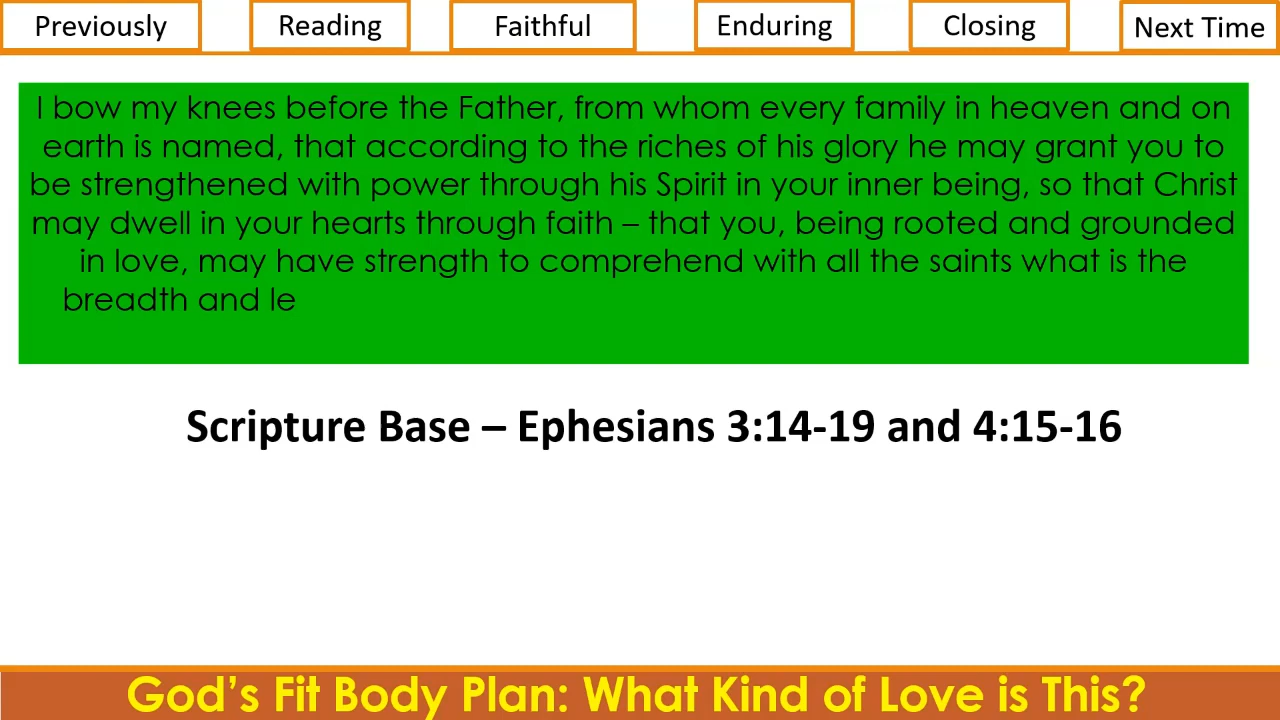 Previously
Reading
Faithful
Enduring
Closing
Next Time
I bow my knees before the Father, from whom every family in heaven and on
earth is named, that according to the riches of his glory he may grant you to
be strengthened with power through his Spirit in your inner being, so that Christ
may dwell in your hearts through faith – that you, being rooted and grounded
in love, may have strength to comprehend with all the saints what is the
breadth and le
Scripture Base – Ephesians 3:14-19 and 4:15-16
God's Fit Body Plan: What Kind of Love is This?